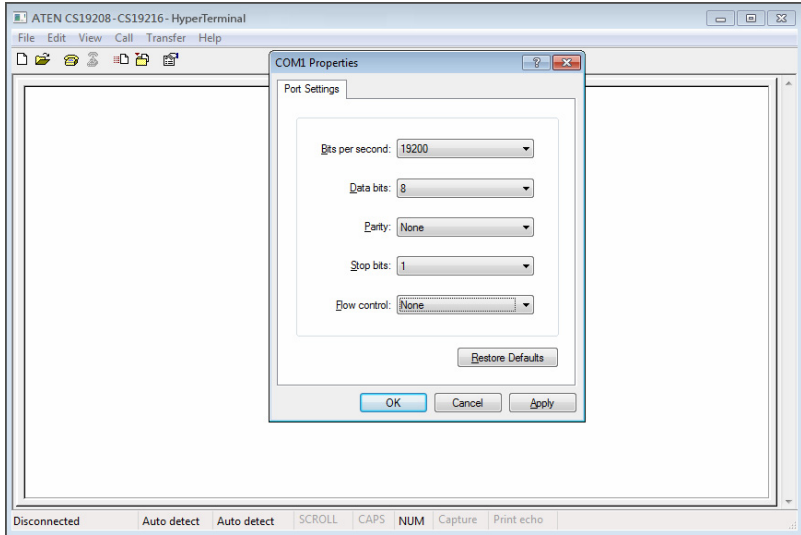 ATEN CS19208-CS19216- HyperTerminal
File Edit View Call Transfer Help
COM1 Properties
Port Settings
Bits per second: 19200
Data bits: 8
Parity: None
Stop bits: 1
Flow control: None
Restore Defaults
OK Cancel Apply
Disconnected Auto detect Auto detect SCROLL CAPS NUM Capture Print echo